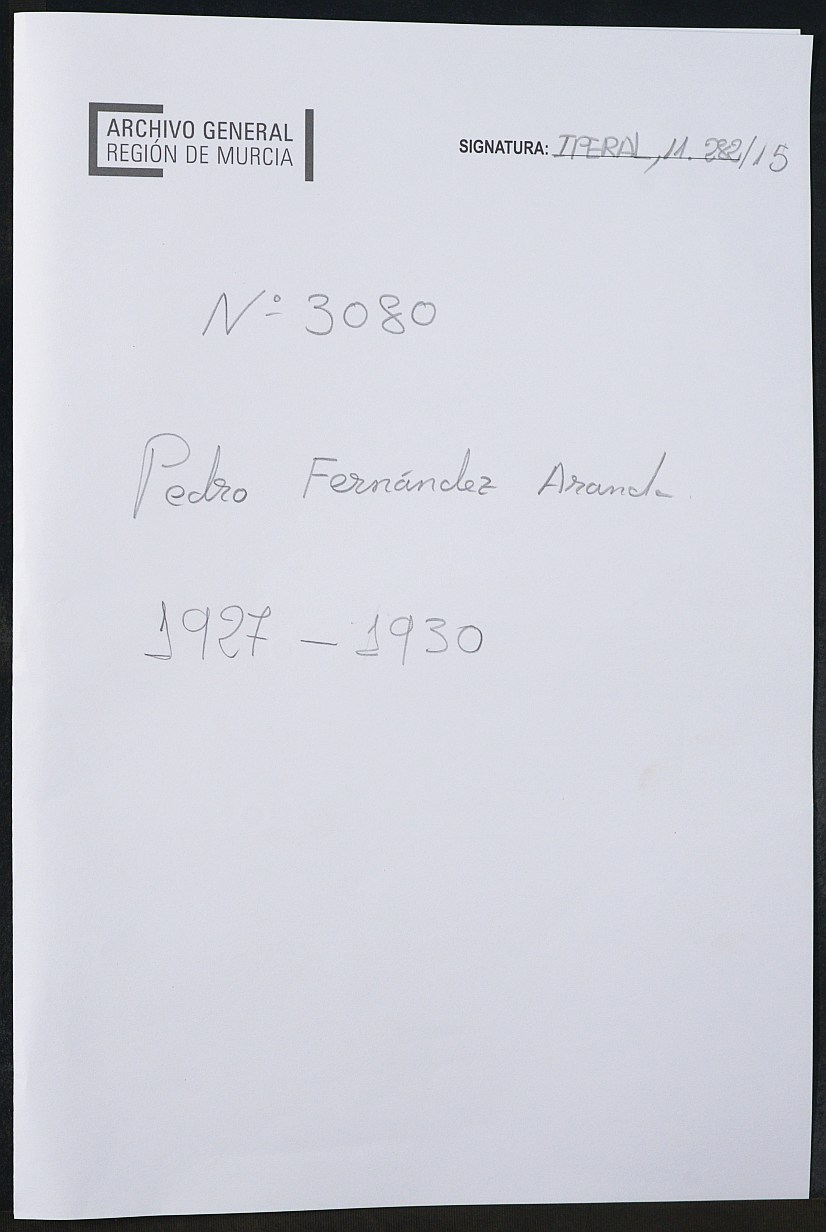 ARCHIVO GENERAL
REGIÓN DE MURCIA
SIGNATURA: IPERAL, 11. 282/15
Nº 3080
Pedro Fernández Aranda
1927 - 1930